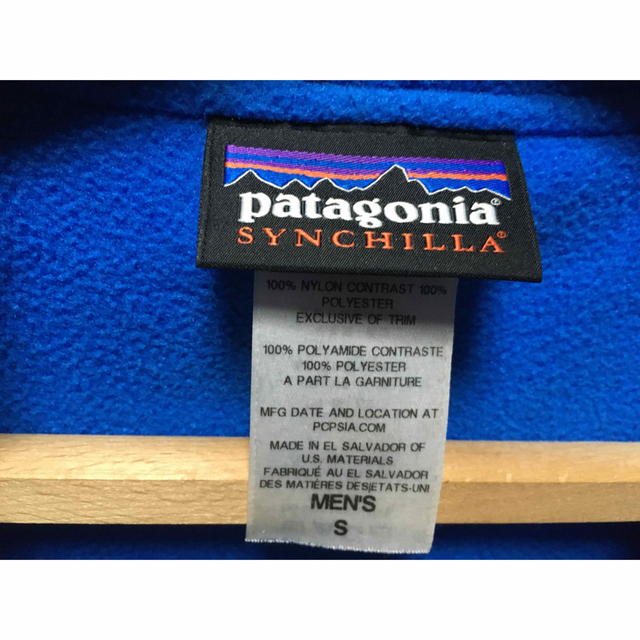 patagonia®
SYNCHILLA®
100% NYLON CONTRAST 100%
POLYESTER
EXCLUSIVE OF TRIM
100% POLYAMIDE CONTRASTE
100% POLYESTER
A PART LA GARNITURE
MFG DATE AND LOCATION AT
PCPSIA.COM
MADE IN EL SALVADOR OF
U.S. MATERIALS
FABRIQUÉ AU EL SALVADOR
DES MATIÈRES DES|ETATS-UNI
MEN'S
S